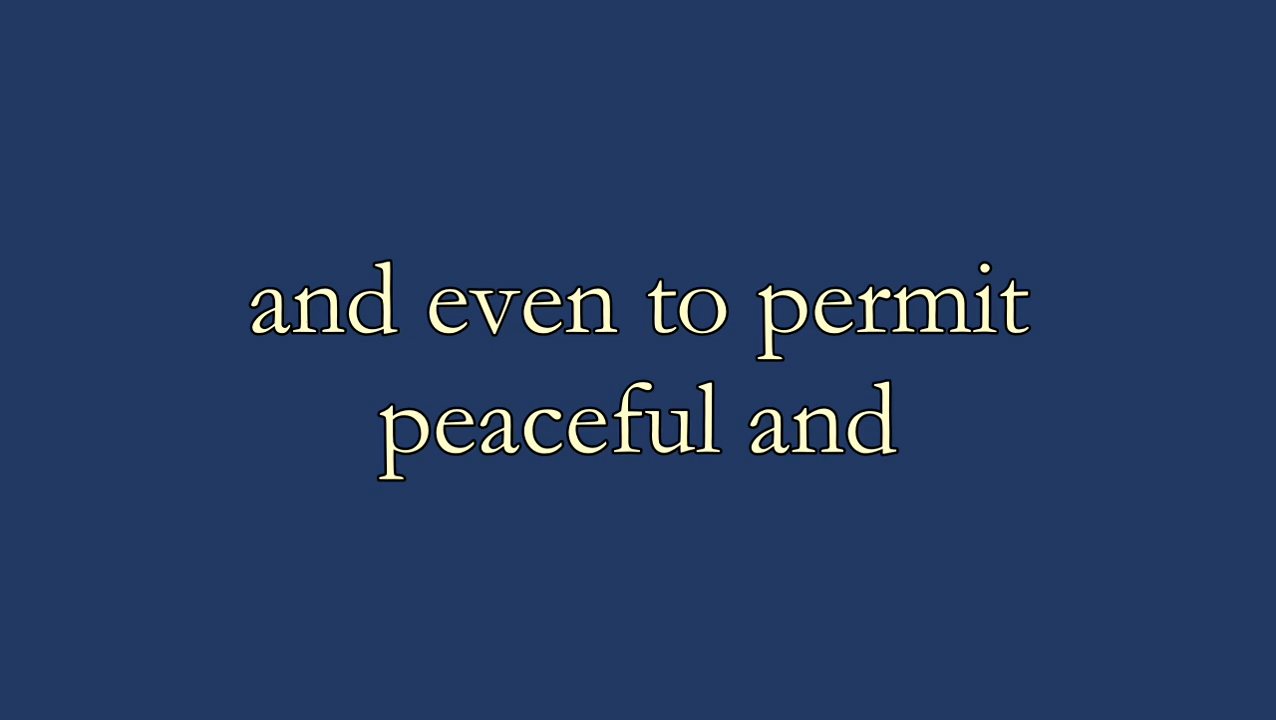 and even to permit
peaceful and